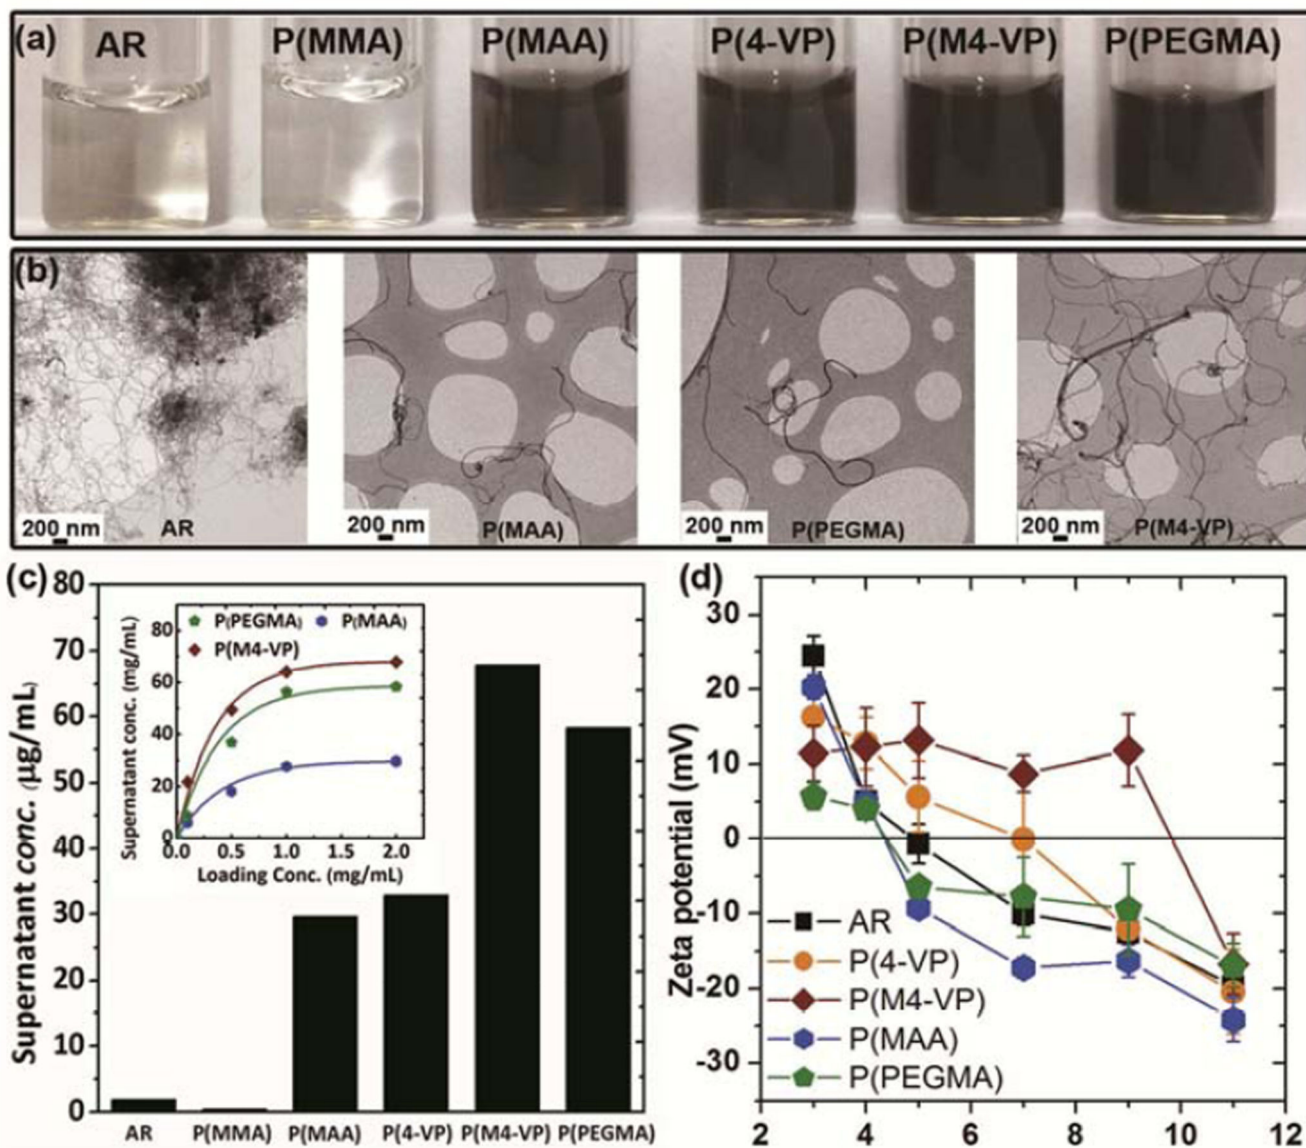 (a) AR P(MMA) P(MAA) P(4-VP) P(M4-VP) P(PEGMA)
(b)
200 nm AR
200 nm P(MAA)
200 nm P(PEGMA)
200 nm P(M4-VP)
(c)
Supernatant conc. (µg/mL)
80
70
60
50
40
30
20
10
0
AR P(MMA) P(MAA) P(4-VP) P(M4-VP) P(PEGMA)
P(PEGMA) P(MAA)
P(M4-VP)
Supernatant conc. (mg/mL)
80
60
40
20
0
0.0 0.5 1.0 1.5 2.0
Loading Conc. (mg/mL)
(d)
Zeta potential (mV)
30
20
10
0
-10
-20
-30
AR
P(4-VP)
P(M4-VP)
P(MAA)
P(PEGMA)
2 4 6 8 10 12